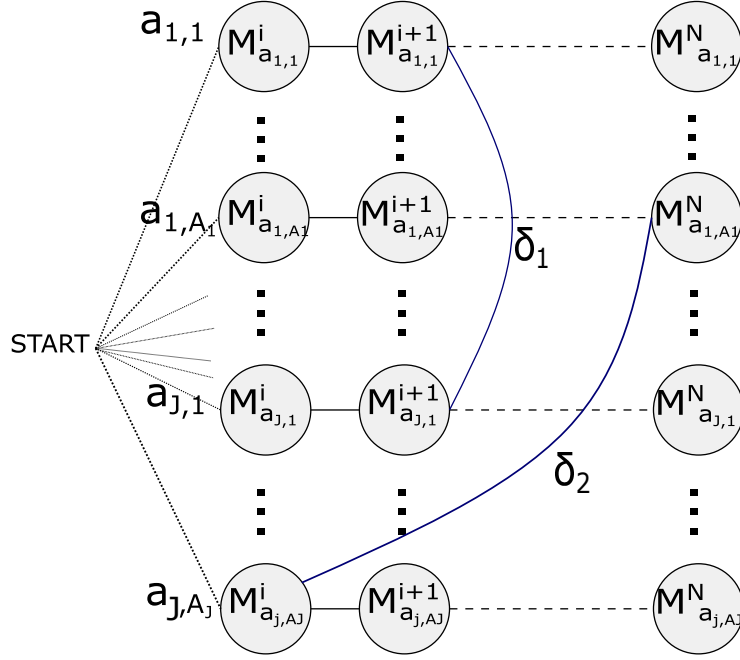 a1,1 M^i_a1,1 M^i+1_a1,1 M^N_a1,1
a1,A1 M^i_a1,A1 M^i+1_a1,A1 M^N_a1,A1
δ1
START
aJ,1 M^i_aJ,1 M^i+1_aJ,1 M^N_aJ,1
δ2
aJ,AJ M^i_aj,AJ M^i+1_aj,AJ M^N_aj,AJ